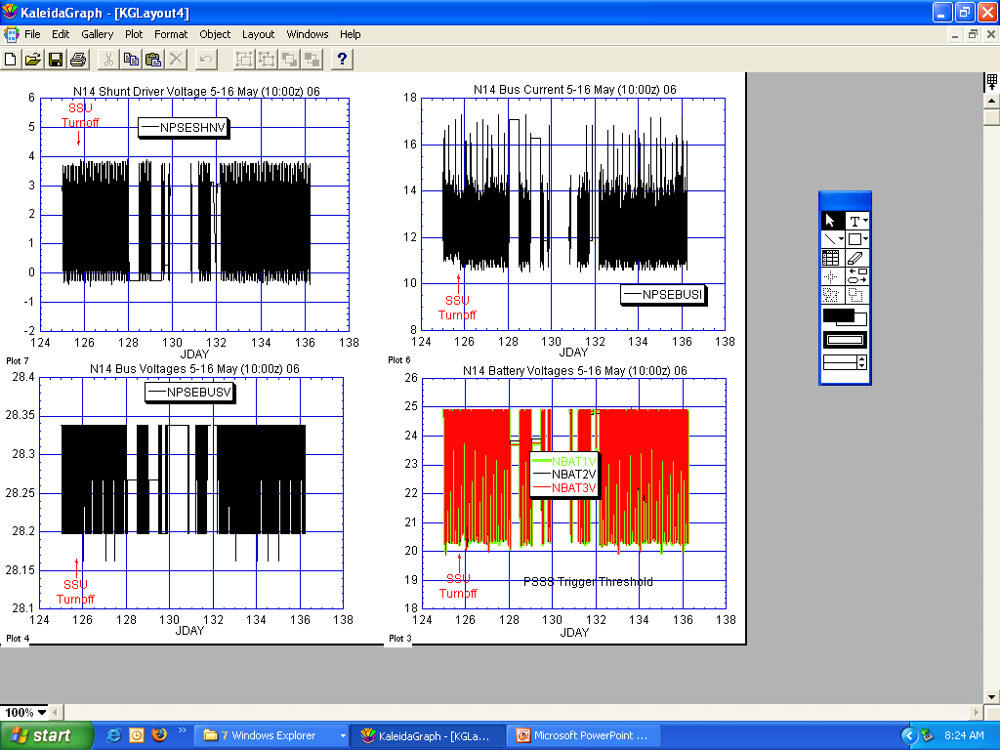 KaleidaGraph - [KGLayout4]
File Edit Gallery Plot Format Object Layout Windows Help
N14 Shunt Driver Voltage 5-16 May (10:00z) 06
6
5
4
3
2
1
0
-1
-2
SSU
Turnoff
NPSESHNV
124 126 128 130 132 134 136 138
JDAY
Plot 7
N14 Bus Current 5-16 May (10:00z) 06
18
16
14
12
10
8
SSU
Turnoff
NPSEBUSI
124 126 128 130 132 134 136 138
JDAY
Plot 6
N14 Bus Voltages 5-16 May (10:00z) 06
28.4
28.35
28.3
28.25
28.2
28.15
28.1
NPSEBUSV
SSU
Turnoff
124 126 128 130 132 134 136 138
JDAY
Plot 4
N14 Battery Voltages 5-16 May (10:00z) 06
26
25
24
23
22
21
20
19
18
NBAT1V
NBAT2V
NBAT3V
SSU
Turnoff
PSSS Trigger Threshold
124 126 128 130 132 134 136 138
JDAY
Plot 3
T
100%
start
7 Windows Explorer
KaleidaGraph - [KGLa...
Microsoft PowerPoint ...
8:24 AM